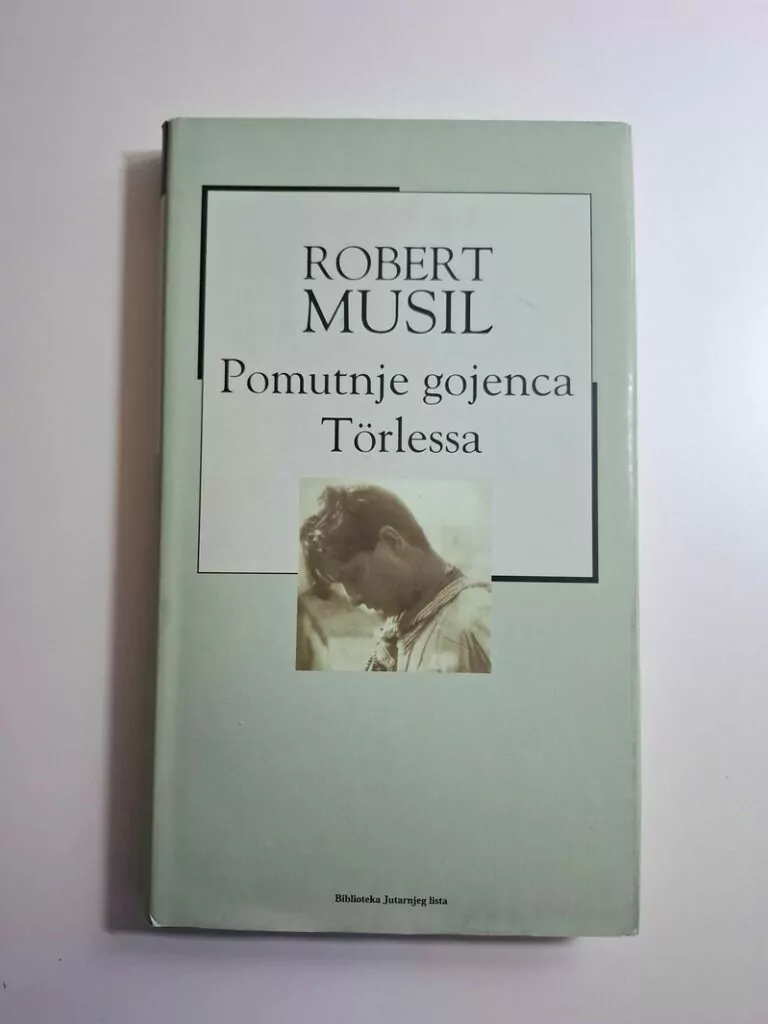 ROBERT
MUSIL
Pomutnje gojenca
Törlessa
Biblioteka Jutarnjeg lista